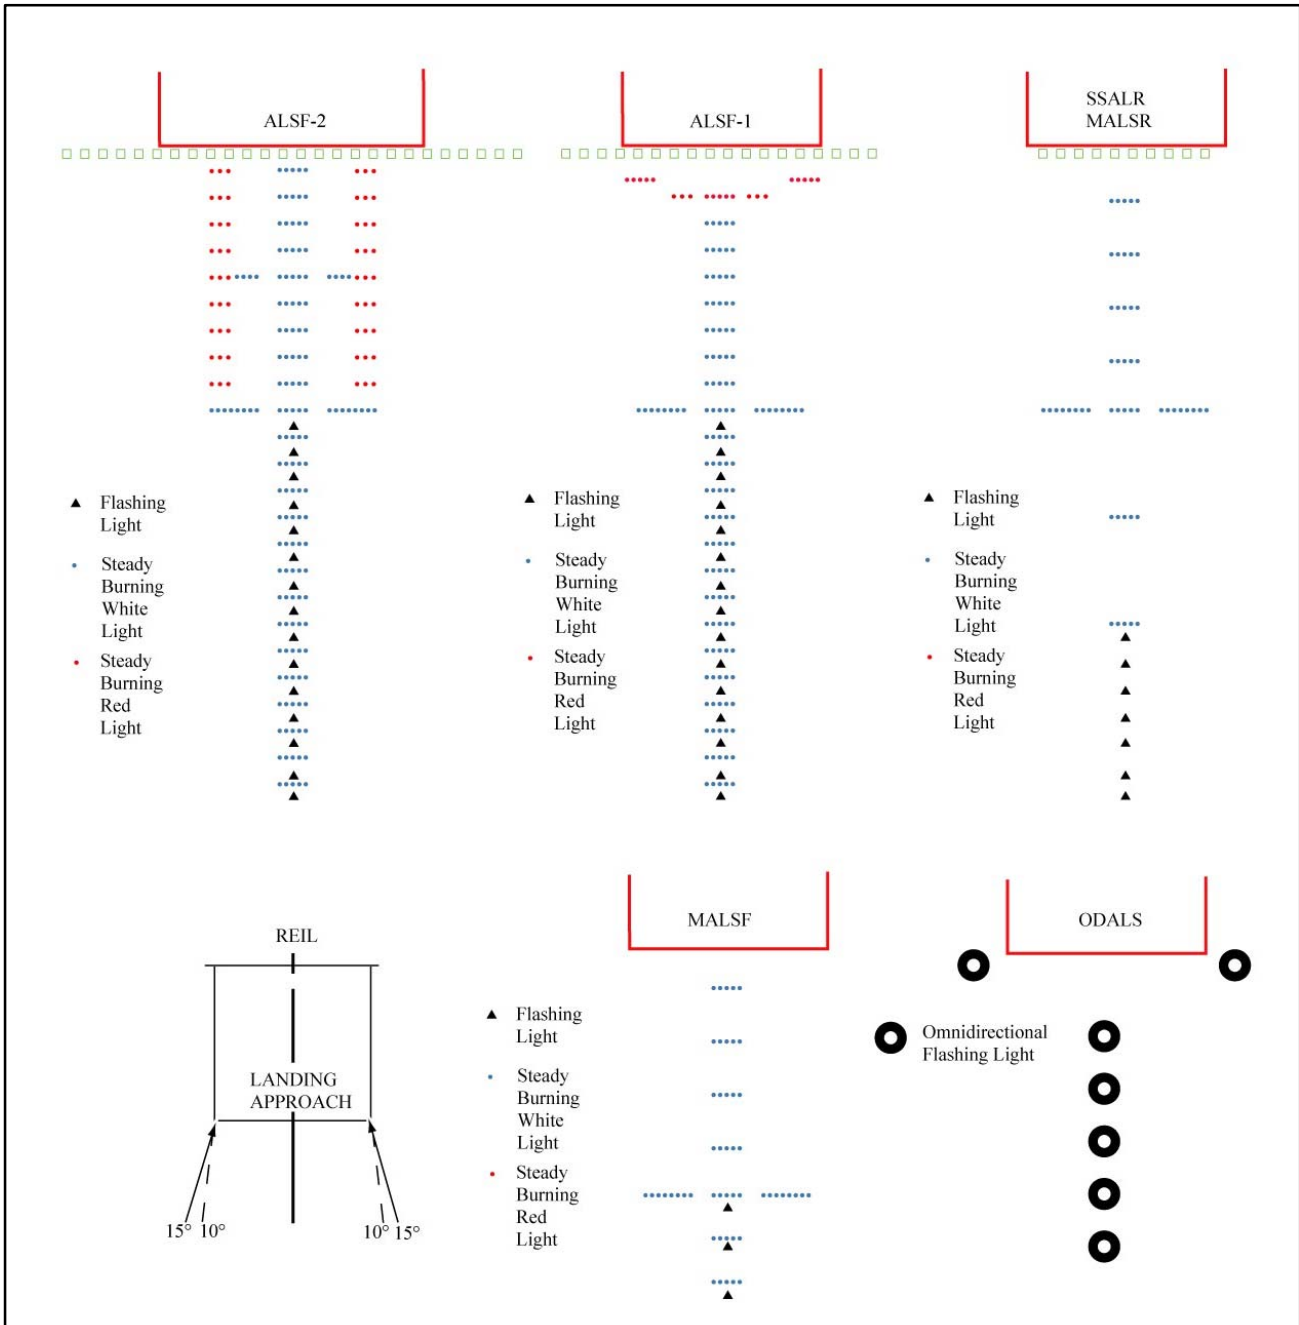 ALSF-2
ALSF-1
SSALR
MALSR
Flashing
Light
Steady
Burning
White
Light
Steady
Burning
Red
Light
Flashing
Light
Steady
Burning
White
Light
Steady
Burning
Red
Light
Flashing
Light
Steady
Burning
White
Light
Steady
Burning
Red
Light
REIL
LANDING
APPROACH
15° 10°
10° 15°
MALSF
Flashing
Light
Steady
Burning
White
Light
Steady
Burning
Red
Light
ODALS
Omnidirectional
Flashing Light